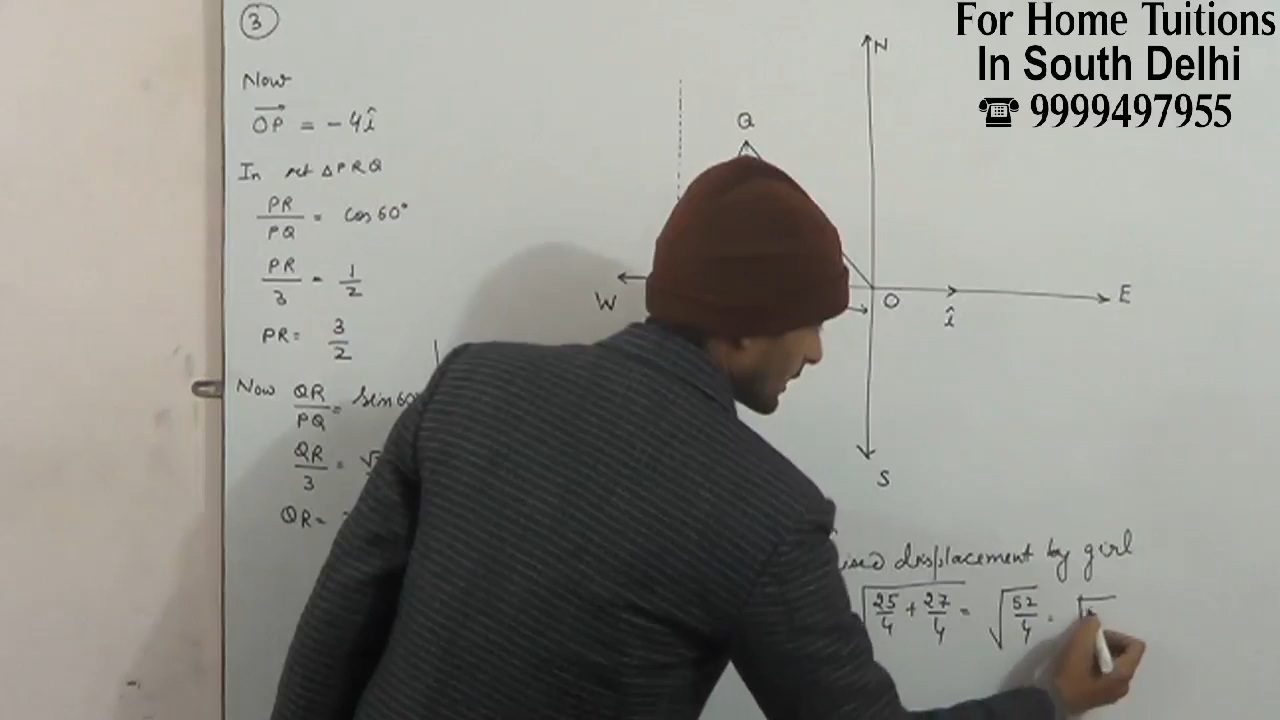 For Home Tuitions
In South Delhi
☎ 9999497955
3
Now
OP = - 4î
In rt ΔPRQ
PR/PQ = cos 60°
PR/3 = 1/2
PR = 3/2
Now QR/PQ = sin 60
QR/3 = √
QR =
N
Q
W
O
E
î
S
displacement by girl
√(25/4 + 27/4) = √(52/4) = √